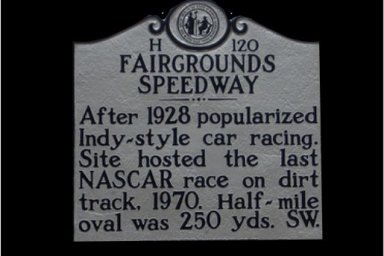 H 120
FAIRGROUNDS
SPEEDWAY
After 1928 popularized
Indy-style car racing.
Site hosted the last
NASCAR race on dirt
track, 1970. Half-mile
oval was 250 yds. SW.